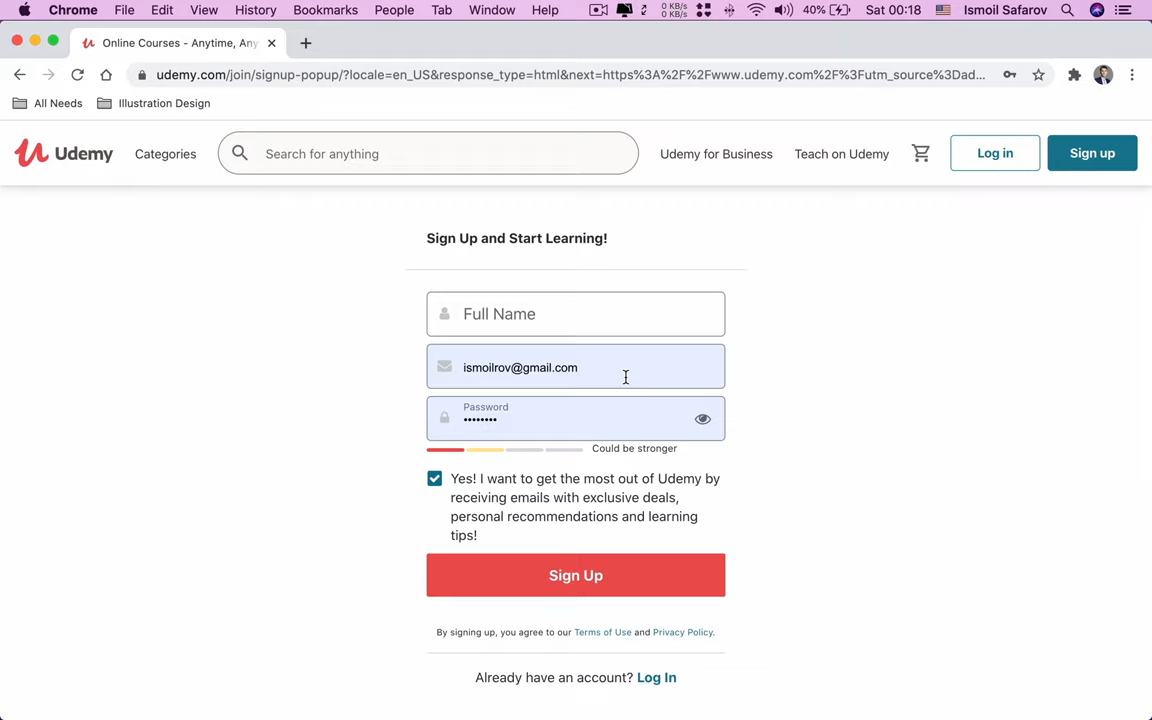 Chrome File Edit View History Bookmarks People Tab Window Help 0 KB/s 0 KB/s 40% Sat 00:18 Ismoil Safarov
Online Courses - Anytime, Any
udemy.com/join/signup-popup/?locale=en_US&response_type=html&next=https%3A%2F%2Fwww.udemy.com%2F%3Futm_source%3Dad...
All Needs Illustration Design
Udemy Categories Search for anything Udemy for Business Teach on Udemy Log in Sign up
Sign Up and Start Learning!
Full Name
ismoilrov@gmail.com
Password
••••••••
Could be stronger
Yes! I want to get the most out of Udemy by
receiving emails with exclusive deals,
personal recommendations and learning
tips!
Sign Up
By signing up, you agree to our Terms of Use and Privacy Policy.
Already have an account? Log In